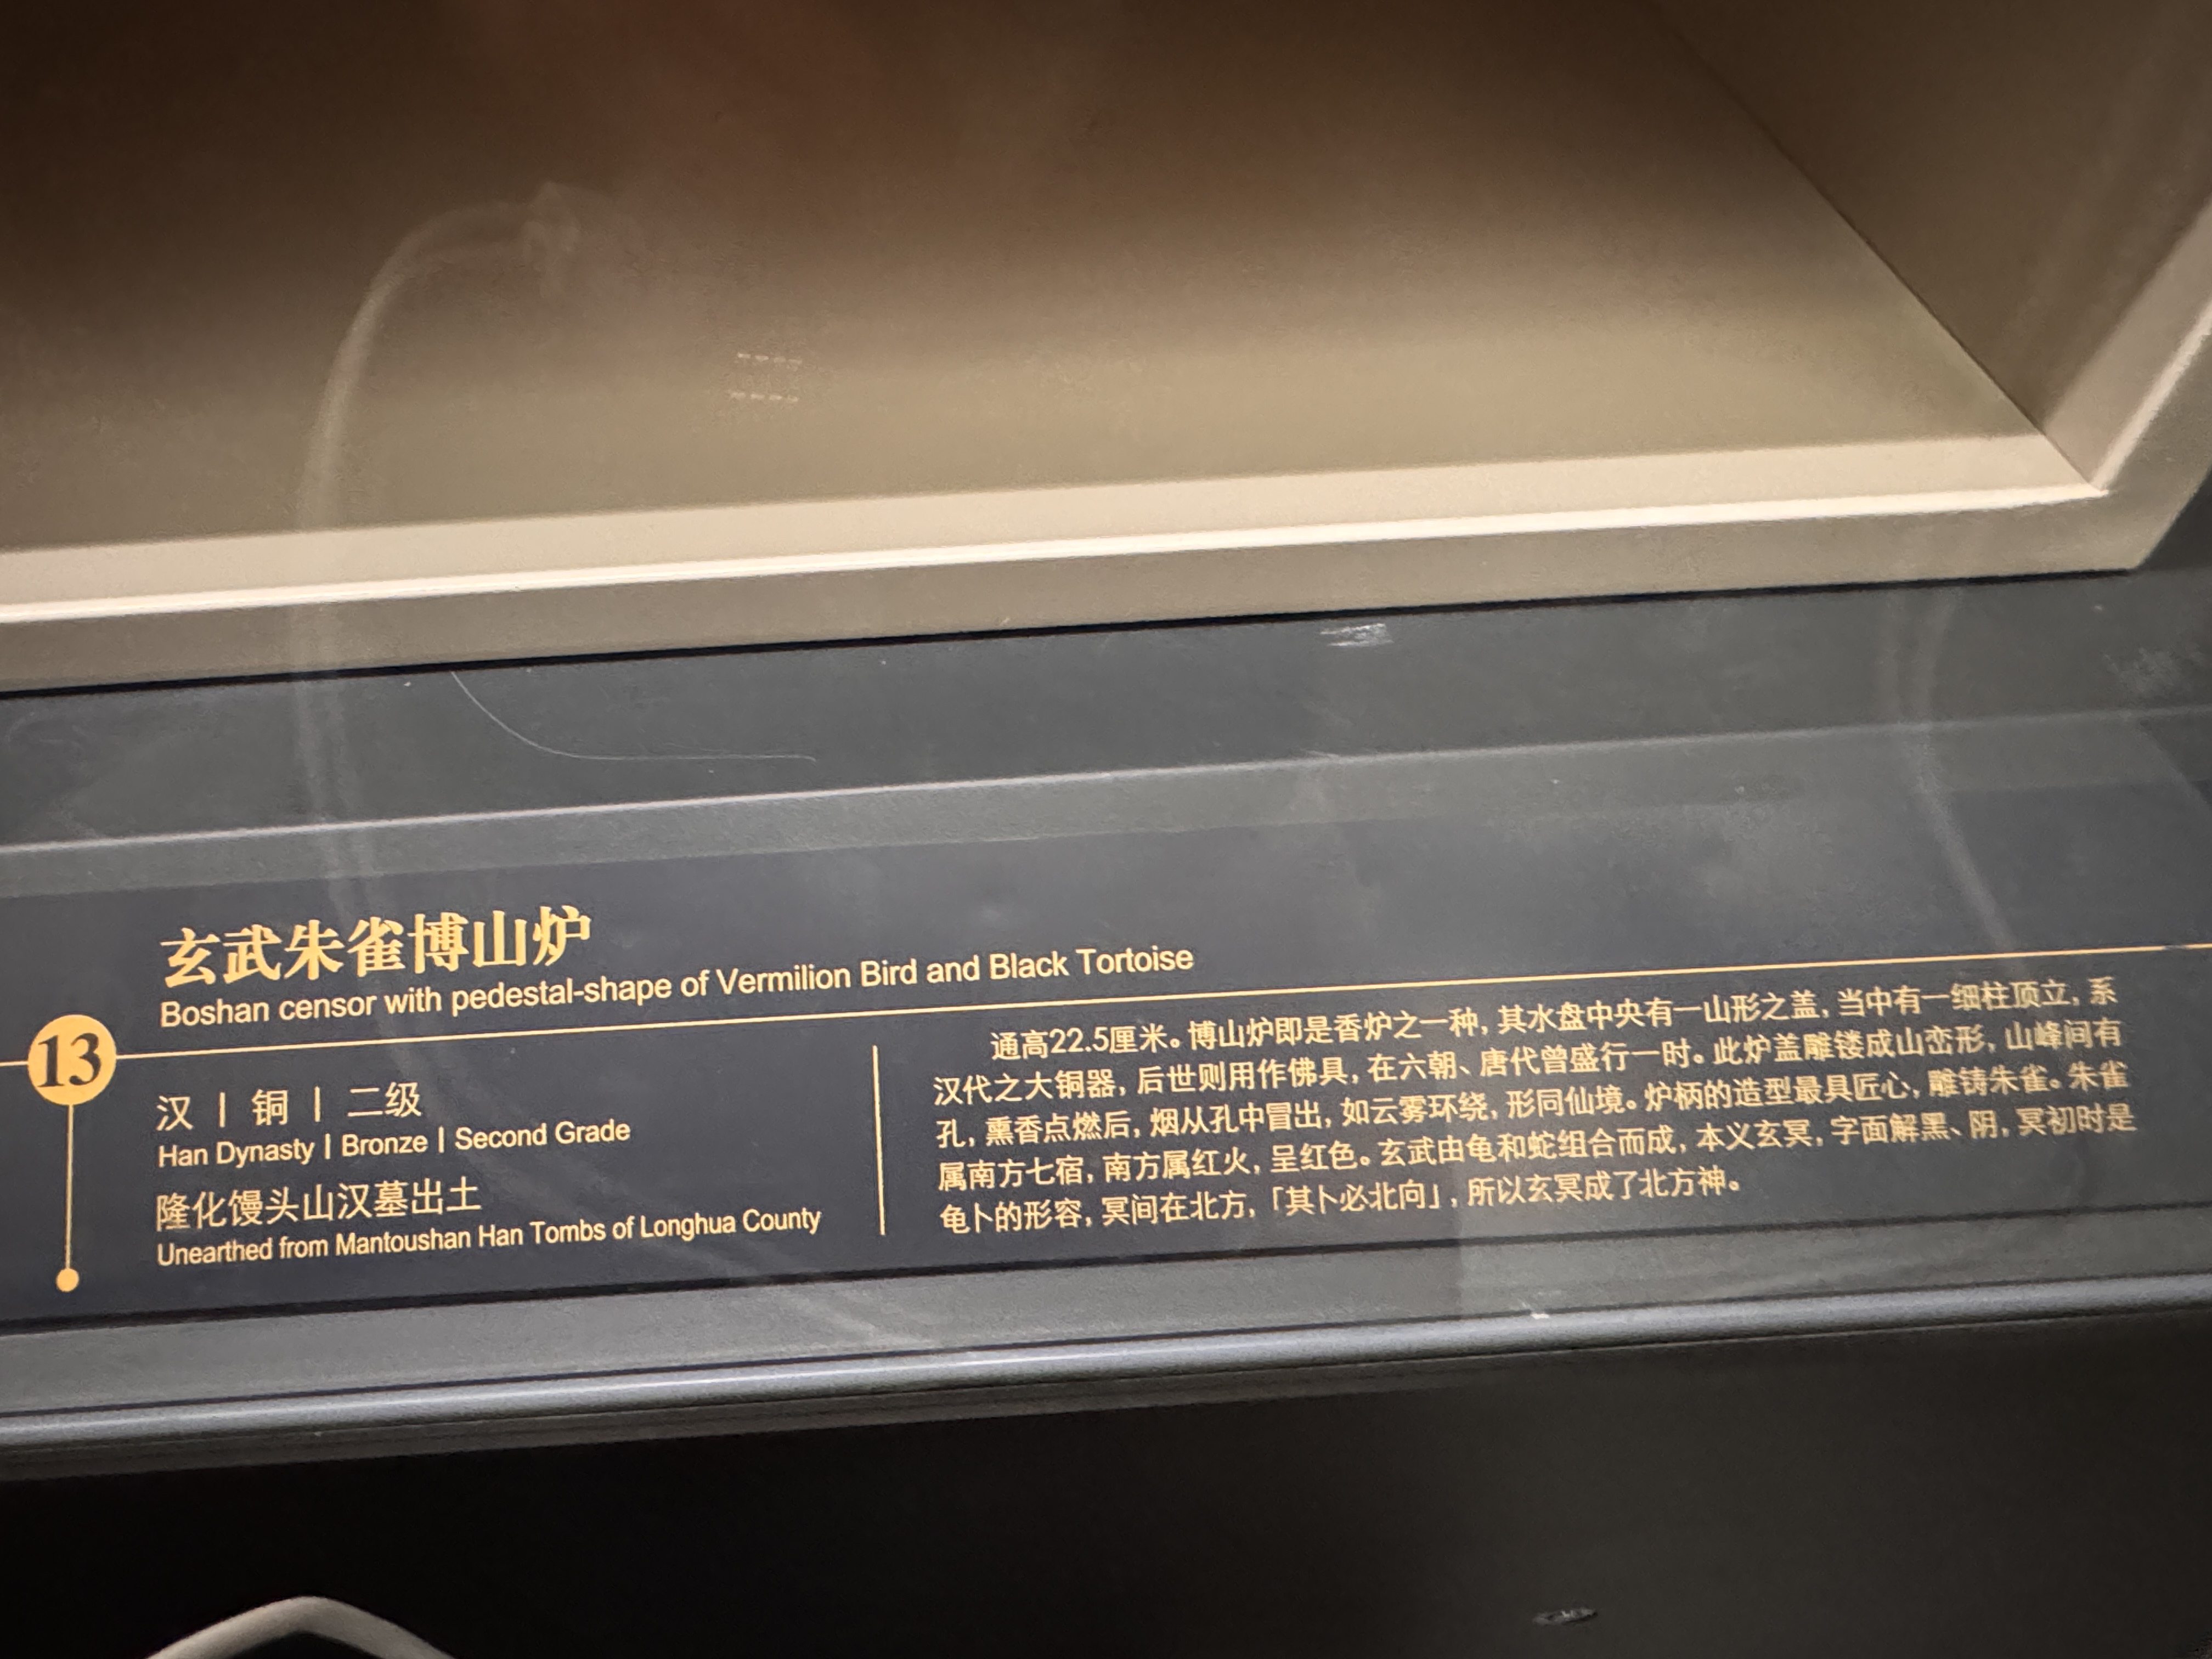 玄武朱雀博山炉
Boshan censor with pedestal-shape of Vermilion Bird and Black Tortoise
13
汉 | 铜 | 二级
Han Dynasty | Bronze | Second Grade
隆化馒头山汉墓出土
Unearthed from Mantoushan Han Tombs of Longhua County
通高22.5厘米。博山炉即是香炉之一种,其水盘中央有一山形之盖,当中有一细柱顶立,系
汉代之大铜器,后世则用作佛具,在六朝、唐代曾盛行一时。此炉盖雕镂成山峦形,山峰间有
孔,熏香点燃后,烟从孔中冒出,如云雾环绕,形同仙境。炉柄的造型最具匠心,雕铸朱雀。朱雀
属南方七宿,南方属红火,呈红色。玄武由龟和蛇组合而成,本义玄冥,字面解黑、阴,冥初时是
龟卜的形容,冥间在北方,「其卜必北向」,所以玄冥成了北方神。